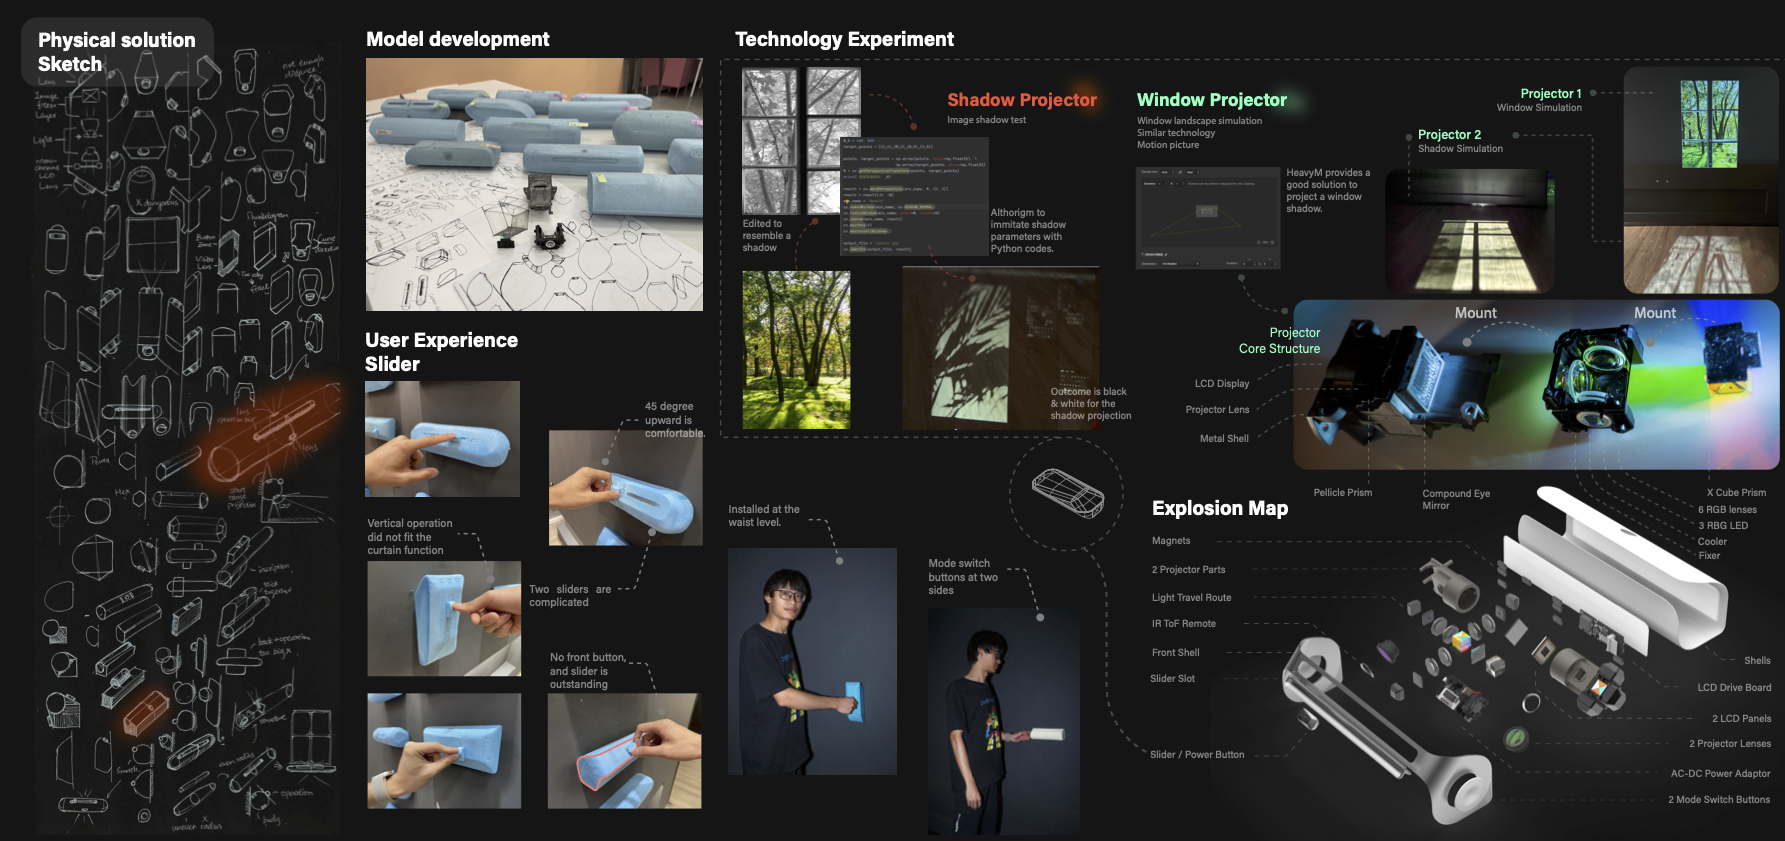 Physical solution
Sketch
Model development
User Experience
Slider
45 degree
upward is
comfortable.
Vertical operation
did not fit the
curtain function
Two sliders are
complicated
No front button,
and slider is
outstanding
Technology Experiment
Shadow Projector
Image shadow test
Edited to
resemble a
shadow
Althorigm to
immitate shadow
parameters with
Python codes.
Outcome is black
& white for the
shadow projection
Window Projector
Window landscape simulation
Similar technology
Motion picture
HeavyM provides a
good solution to
project a window
shadow.
Projector 1
Window Simulation
Projector 2
Shadow Simulation
Projector
Core Structure
Mount
Mount
LCD Display
Projector Lens
Metal Shell
Pellicle Prism
Compound Eye
Mirror
X Cube Prism
6 RGB lenses
3 RBG LED
Cooler
Fixer
Installed at the
waist level.
Mode switch
buttons at two
sides
Explosion Map
Magnets
2 Projector Parts
Light Travel Route
IR ToF Remote
Front Shell
Slider Slot
Slider / Power Button
Shells
LCD Drive Board
2 LCD Panels
2 Projector Lenses
AC-DC Power Adaptor
2 Mode Switch Buttons